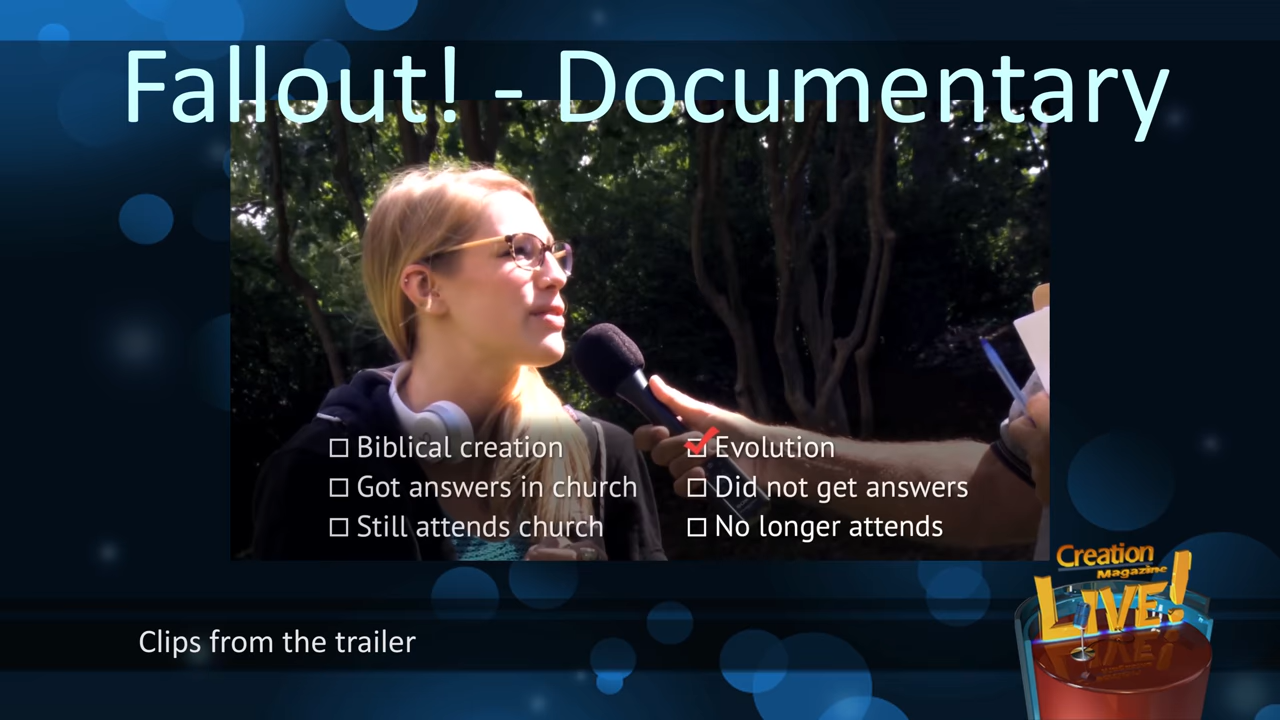 Fallout! - Documentary
☐ Biblical creation
☑ Evolution
☐ Got answers in church
☐ Did not get answers
☐ Still attends church
☐ No longer attends
Creation
Magazine
LIVE!
Clips from the trailer